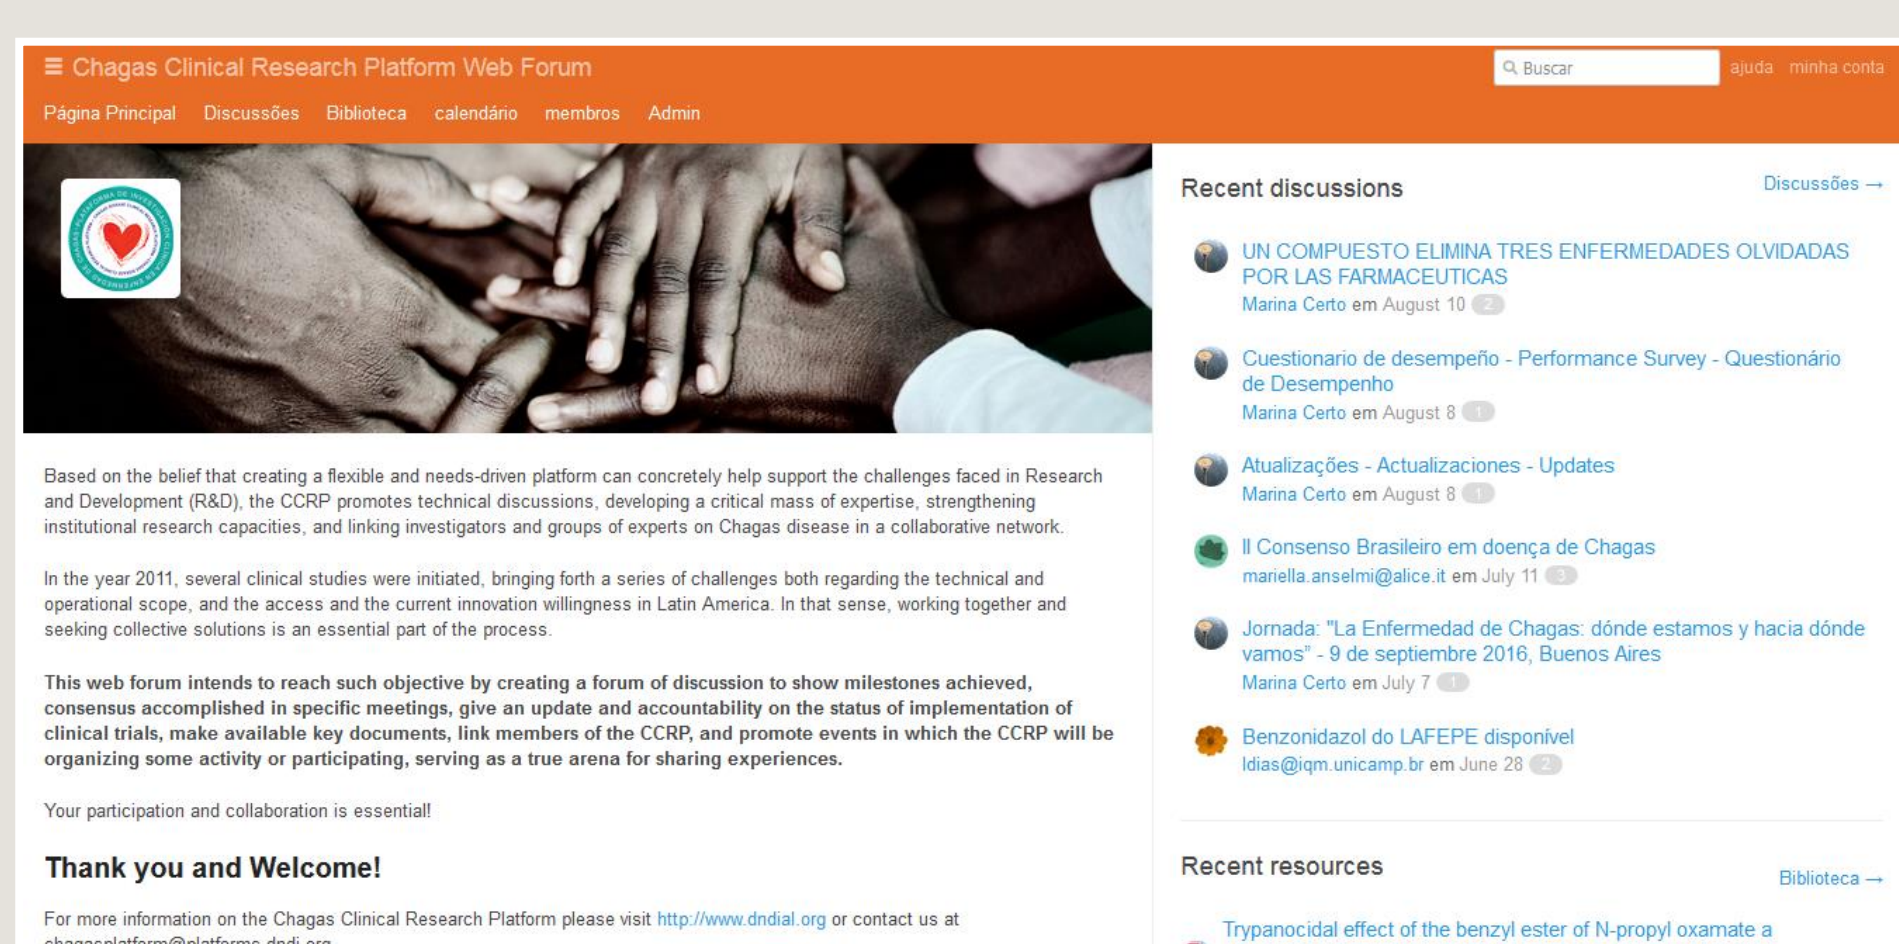 Chagas Clinical Research Platform Web Forum
Buscar
ajuda minha conta
Página Principal Discussões Biblioteca calendário membros Admin
Based on the belief that creating a flexible and needs-driven platform can concretely help support the challenges faced in Research
and Development (R&D), the CCRP promotes technical discussions, developing a critical mass of expertise, strengthening
institutional research capacities, and linking investigators and groups of experts on Chagas disease in a collaborative network.
In the year 2011, several clinical studies were initiated, bringing forth a series of challenges both regarding the technical and
operational scope, and the access and the current innovation willingness in Latin America. In that sense, working together and
seeking collective solutions is an essential part of the process.
This web forum intends to reach such objective by creating a forum of discussion to show milestones achieved,
consensus accomplished in specific meetings, give an update and accountability on the status of implementation of
clinical trials, make available key documents, link members of the CCRP, and promote events in which the CCRP will be
organizing some activity or participating, serving as a true arena for sharing experiences.
Your participation and collaboration is essential!
Thank you and Welcome!
For more information on the Chagas Clinical Research Platform please visit http://www.dndial.org or contact us at
chagasplatform@platforms.dndi.org
Recent discussions
Discussões →
UN COMPUESTO ELIMINA TRES ENFERMEDADES OLVIDADAS
POR LAS FARMACEUTICAS
Marina Certo em August 10 2
Cuestionario de desempeño - Performance Survey - Questionário
de Desempenho
Marina Certo em August 8 1
Atualizações - Actualizaciones - Updates
Marina Certo em August 8 1
II Consenso Brasileiro em doença de Chagas
mariella.anselmi@alice.it em July 11 3
Jornada: "La Enfermedad de Chagas: dónde estamos y hacia dónde
vamos” - 9 de septiembre 2016, Buenos Aires
Marina Certo em July 7 1
Benzonidazol do LAFEPE disponível
ldias@iqm.unicamp.br em June 28 2
Recent resources
Biblioteca →
Trypanocidal effect of the benzyl ester of N-propyl oxamate a